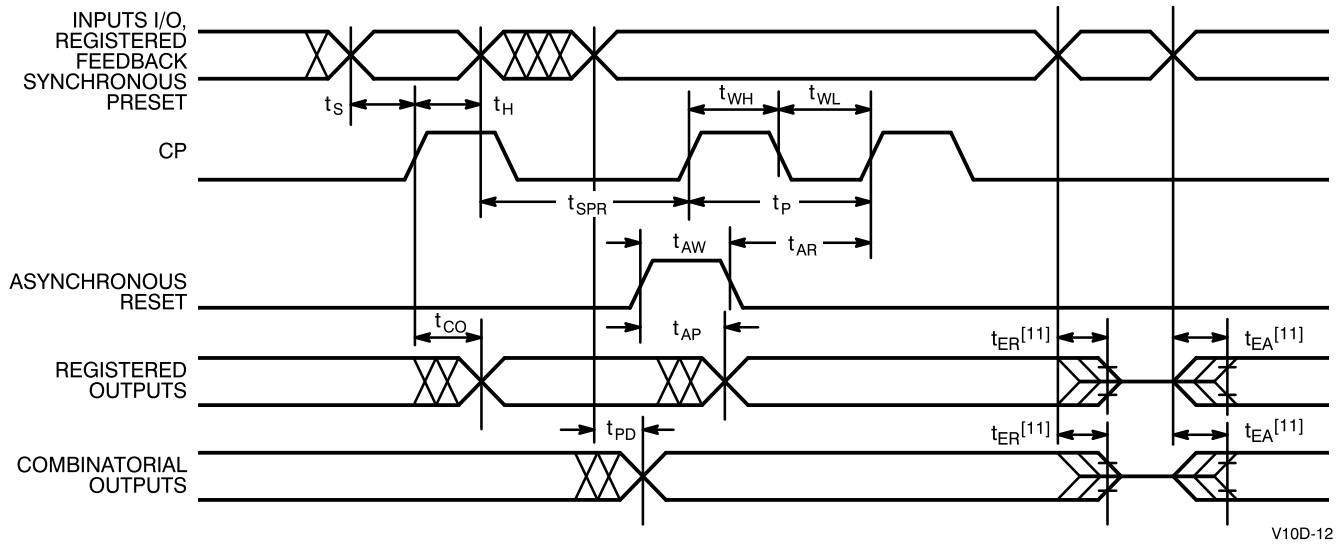 INPUTS I/O,
REGISTERED
FEEDBACK
SYNCHRONOUS
PRESET
tS
tH
tWH
tWL
CP
tSPR
tP
tAW
tAR
ASYNCHRONOUS
RESET
tCO
tAP
tER[11]
tEA[11]
REGISTERED
OUTPUTS
tPD
tER[11]
tEA[11]
COMBINATORIAL
OUTPUTS
V10D-12